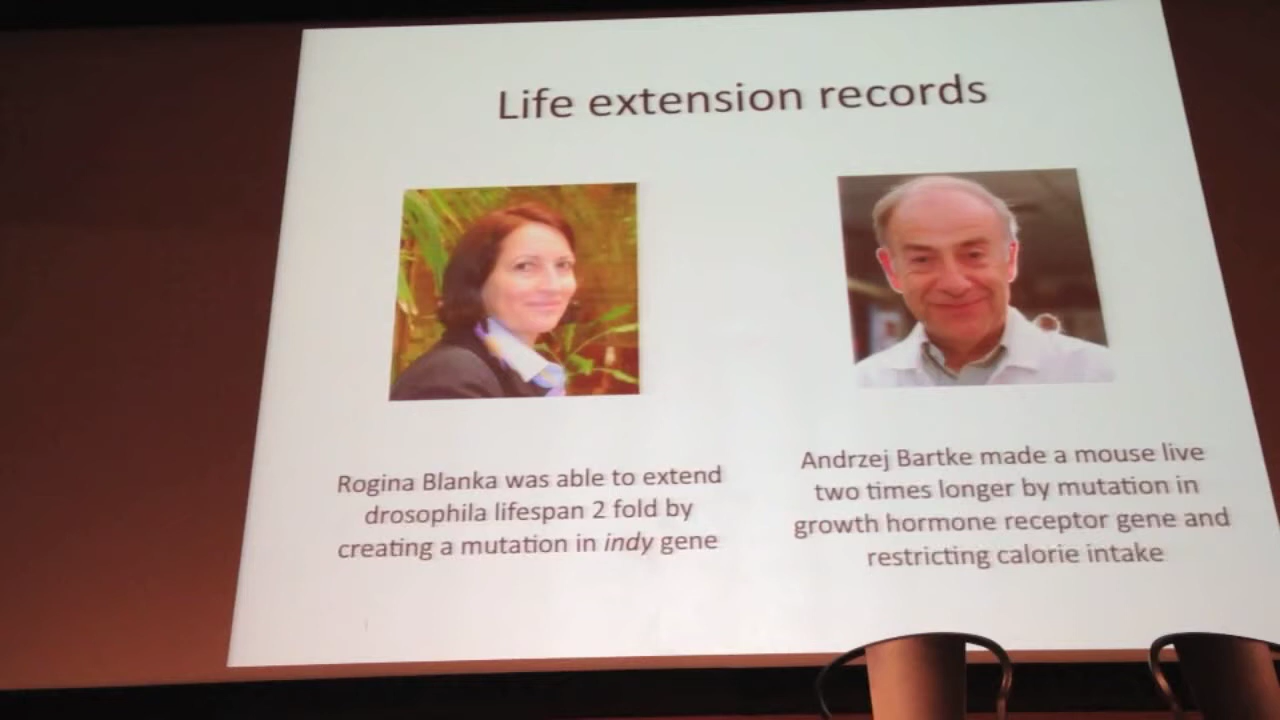 Life extension records
Rogina Blanka was able to extend
drosophila lifespan 2 fold by
creating a mutation in indy gene
Andrzej Bartke made a mouse live
two times longer by mutation in
growth hormone receptor gene and
restricting calorie intake